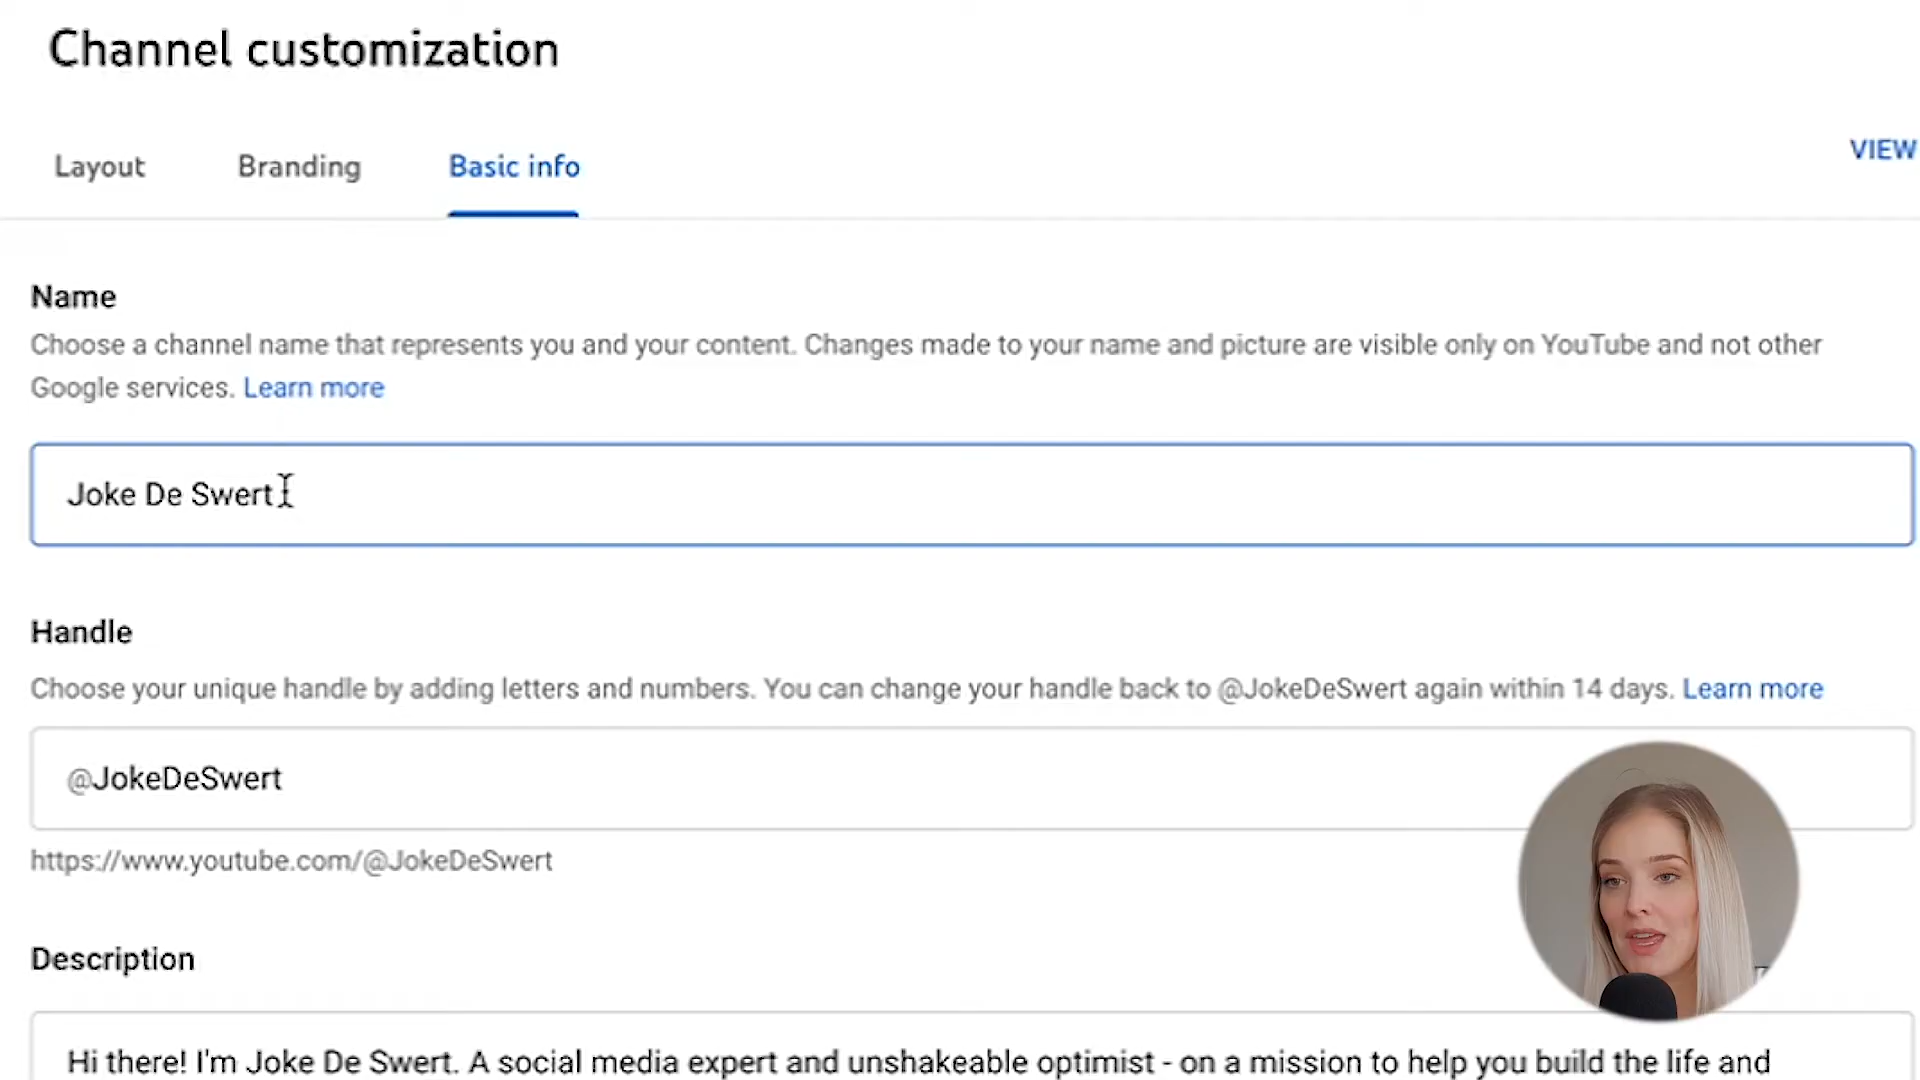 Channel customization
Layout Branding Basic info VIEW
Name
Choose a channel name that represents you and your content. Changes made to your name and picture are visible only on YouTube and not other
Google services. Learn more
Joke De Swert
Handle
Choose your unique handle by adding letters and numbers. You can change your handle back to @JokeDeSwert again within 14 days. Learn more
@JokeDeSwert
https://www.youtube.com/@JokeDeSwert
Description
Hi there! I'm Joke De Swert. A social media expert and unshakeable optimist - on a mission to help you build the life and